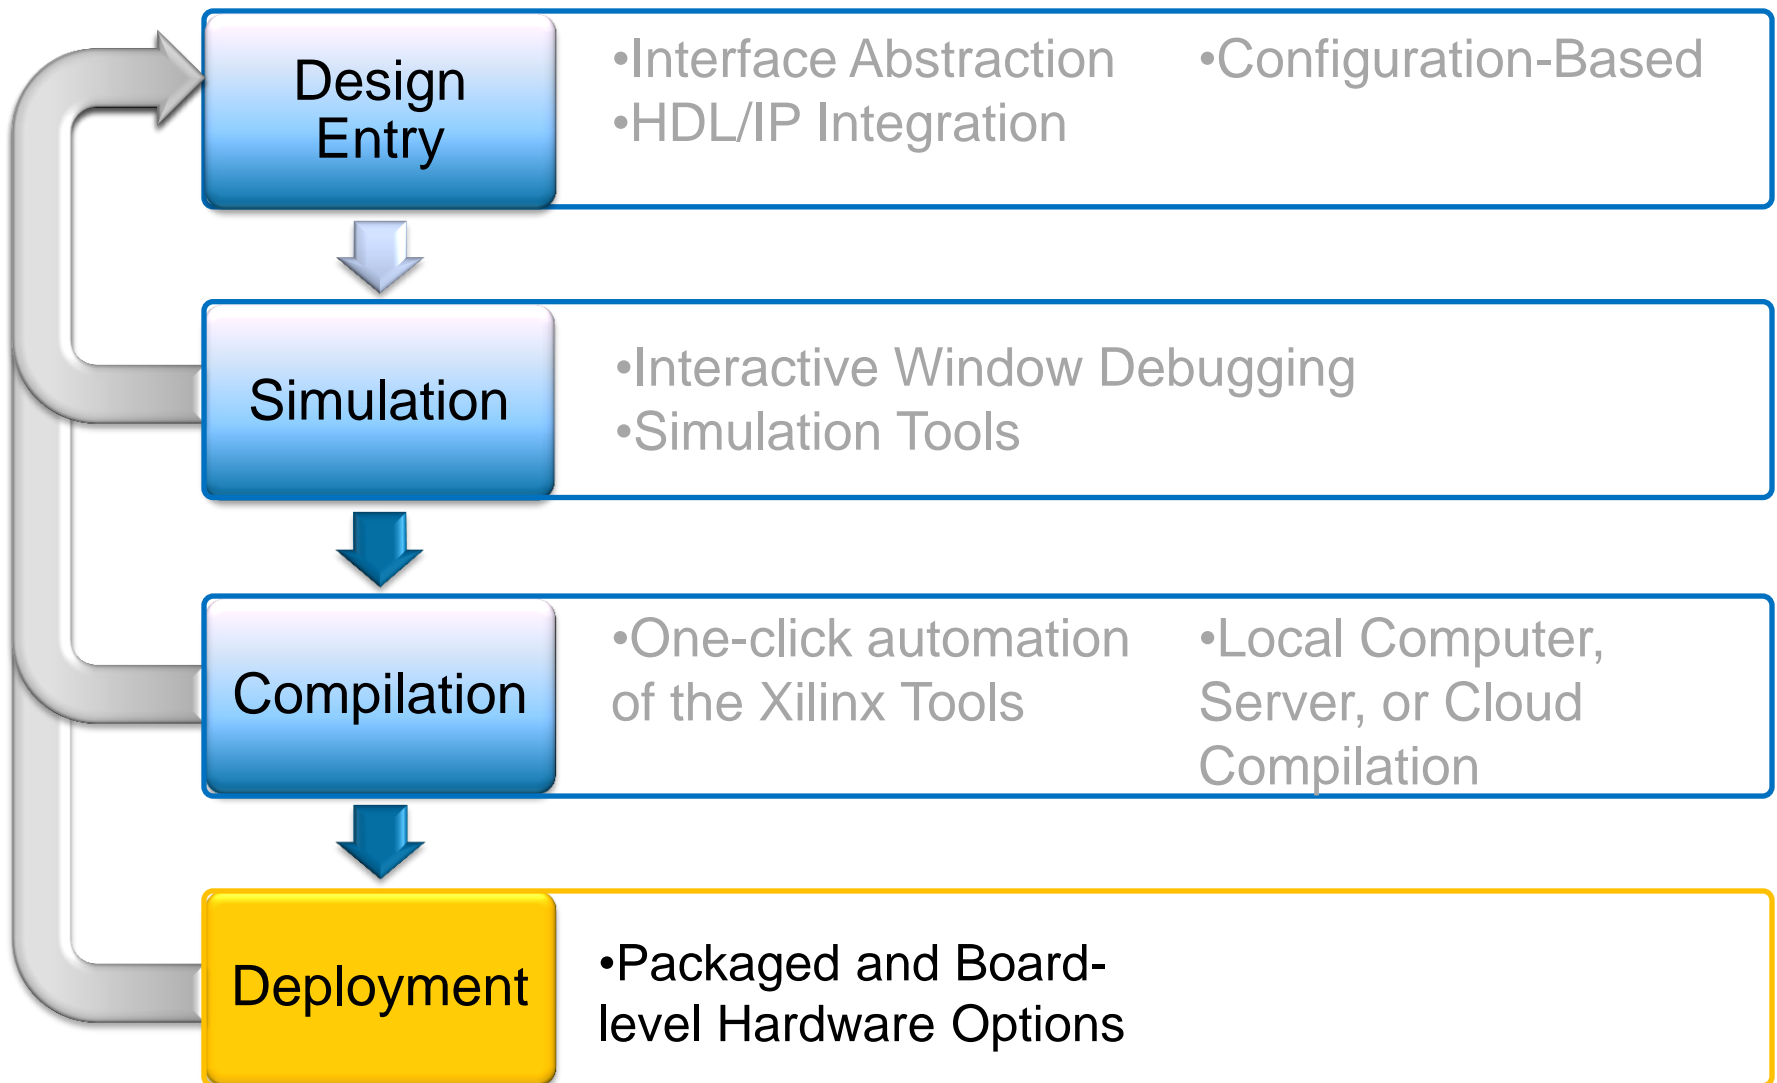 Design
Entry
•Interface Abstraction
•HDL/IP Integration
•Configuration-Based
Simulation
•Interactive Window Debugging
•Simulation Tools
Compilation
•One-click automation
of the Xilinx Tools
•Local Computer,
Server, or Cloud
Compilation
Deployment
•Packaged and Board-
level Hardware Options